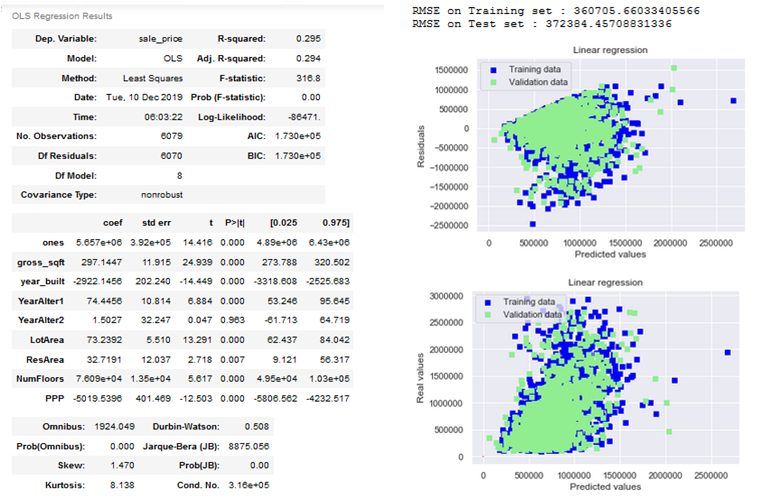 OLS Regression Results
Dep. Variable: sale_price R-squared: 0.295
Model: OLS Adj. R-squared: 0.294
Method: Least Squares F-statistic: 316.8
Date: Tue, 10 Dec 2019 Prob (F-statistic): 0.00
Time: 06:03:22 Log-Likelihood: -86471.
No. Observations: 6079 AIC: 1.730e+05
Df Residuals: 6070 BIC: 1.730e+05
Df Model: 8
Covariance Type: nonrobust
coef std err t P>|t| [0.025 0.975]
ones 5.657e+06 3.92e+05 14.416 0.000 4.89e+06 6.43e+06
gross_sqft 297.1447 11.915 24.939 0.000 273.788 320.502
year_built -2922.1456 202.240 -14.449 0.000 -3318.608 -2525.683
YearAlter1 74.4456 10.814 6.884 0.000 53.246 95.645
YearAlter2 1.5027 32.247 0.047 0.963 -61.713 64.719
LotArea 73.2392 5.510 13.291 0.000 62.437 84.042
ResArea 32.7191 12.037 2.718 0.007 9.121 56.317
NumFloors 7.609e+04 1.35e+04 5.617 0.000 4.95e+04 1.03e+05
PPP -5019.5396 401.469 -12.503 0.000 -5806.562 -4232.517
Omnibus: 1924.049 Durbin-Watson: 0.508
Prob(Omnibus): 0.000 Jarque-Bera (JB): 8875.056
Skew: 1.470 Prob(JB): 0.00
Kurtosis: 8.138 Cond. No. 3.16e+05
RMSE on Training set : 360705.66033405566
RMSE on Test set : 372384.45708831336
Linear regression
Training data
Validation data
1500000
1000000
500000
0
-500000
-1000000
-1500000
-2000000
-2500000
Residuals
0 500000 1000000 1500000 2000000 2500000
Predicted values
Linear regression
Training data
Validation data
3000000
2500000
2000000
1500000
1000000
500000
0
Real values
0 500000 1000000 1500000 2000000 2500000
Predicted values